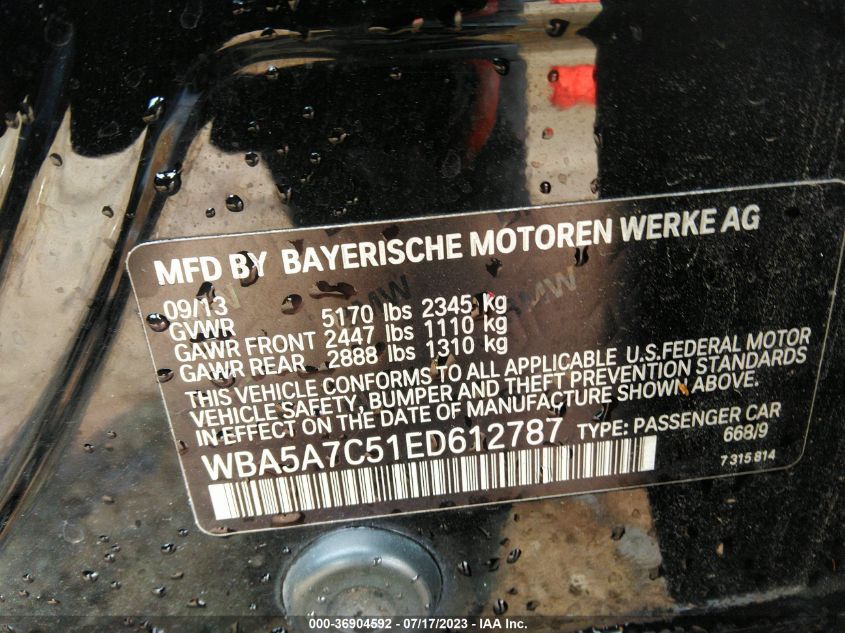 MFD BY BAYERISCHE MOTOREN WERKE AG
09/13
GVWR 5170 lbs 2345 kg
GAWR FRONT 2447 lbs 1110 kg
GAWR REAR 2888 lbs 1310 kg
THIS VEHICLE CONFORMS TO ALL APPLICABLE U.S.FEDERAL MOTOR
VEHICLE SAFETY, BUMPER AND THEFT PREVENTION STANDARDS
IN EFFECT ON THE DATE OF MANUFACTURE SHOWN ABOVE.
WBA5A7C51ED612787 TYPE: PASSENGER CAR
668/9
7 315 814
000-36904592 / 07/17/2023 - IAA Inc.